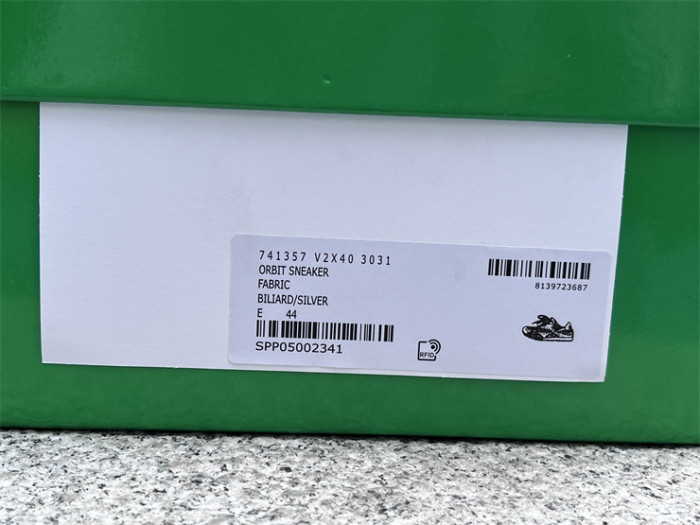 741357 V2X40 3031
ORBIT SNEAKER
FABRIC
BILIARD/SILVER
E 44
SPP05002341
8139723687
RFID